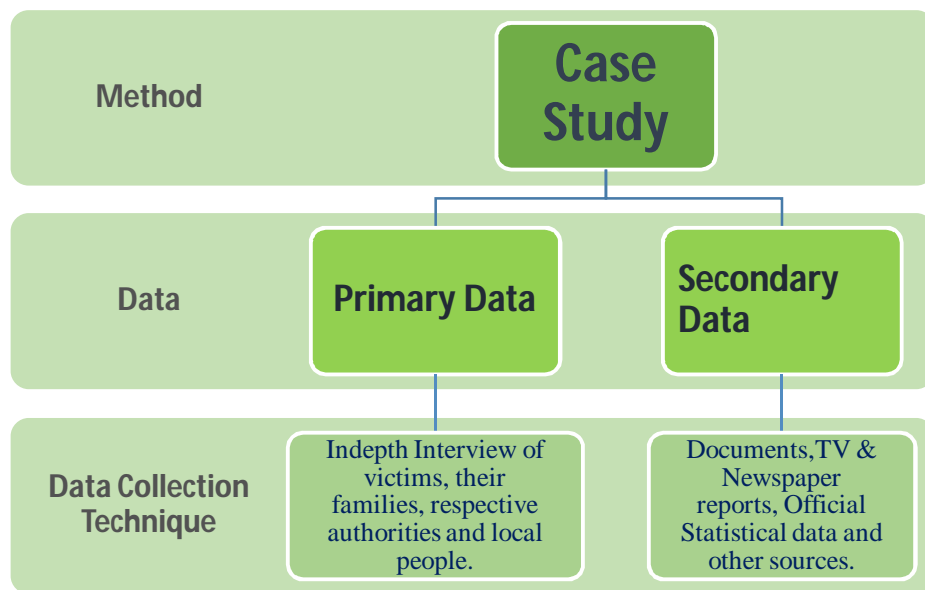 Method
Case
Study
Data
Primary Data
Secondary
Data
Data Collection
Technique
Indepth Interview of
victims, their
families, respective
authorities and local
people.
Documents,TV &
Newspaper
reports, Official
Statistical data and
other sources.